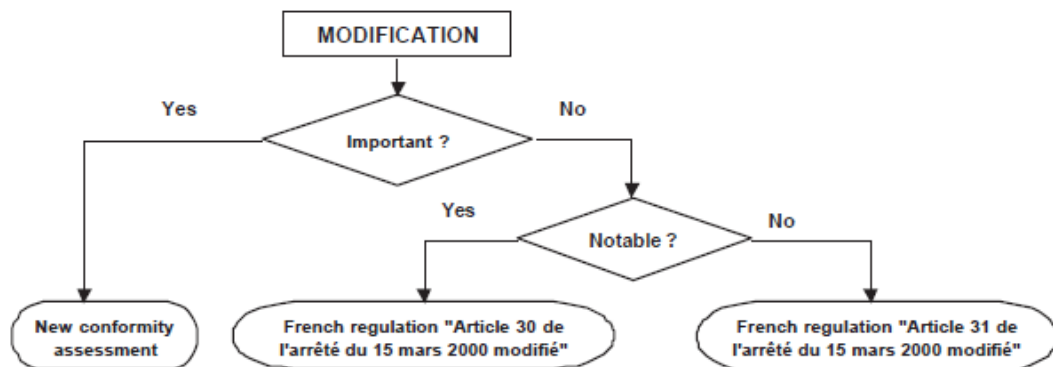 MODIFICATION
Yes
No
Important ?
Yes
No
Notable ?
New conformity
assessment
French regulation "Article 30 de
l'arrêté du 15 mars 2000 modifié"
French regulation "Article 31 de
l'arrêté du 15 mars 2000 modifié"